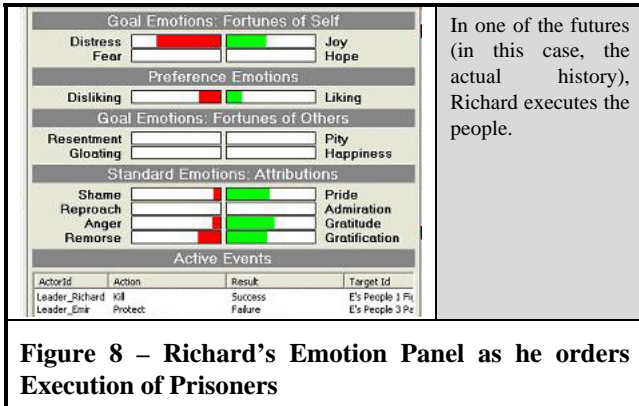 Goal Emotions: Fortunes of Self
Distress Joy
Fear Hope
Preference Emotions
Disliking Liking
Goal Emotions: Fortunes of Others
Resentment Pity
Gloating Happiness
Standard Emotions: Attributions
Shame Pride
Reproach Admiration
Anger Gratitude
Remorse Gratification
Active Events
ActorId Action Result Target Id
Leader_Richard Kill Success E's People 1
Leader_Emir Protect Failure E's People 3
In one of the futures
(in this case, the
actual history),
Richard executes the
people.
Figure 8 – Richard's Emotion Panel as he orders
Execution of Prisoners